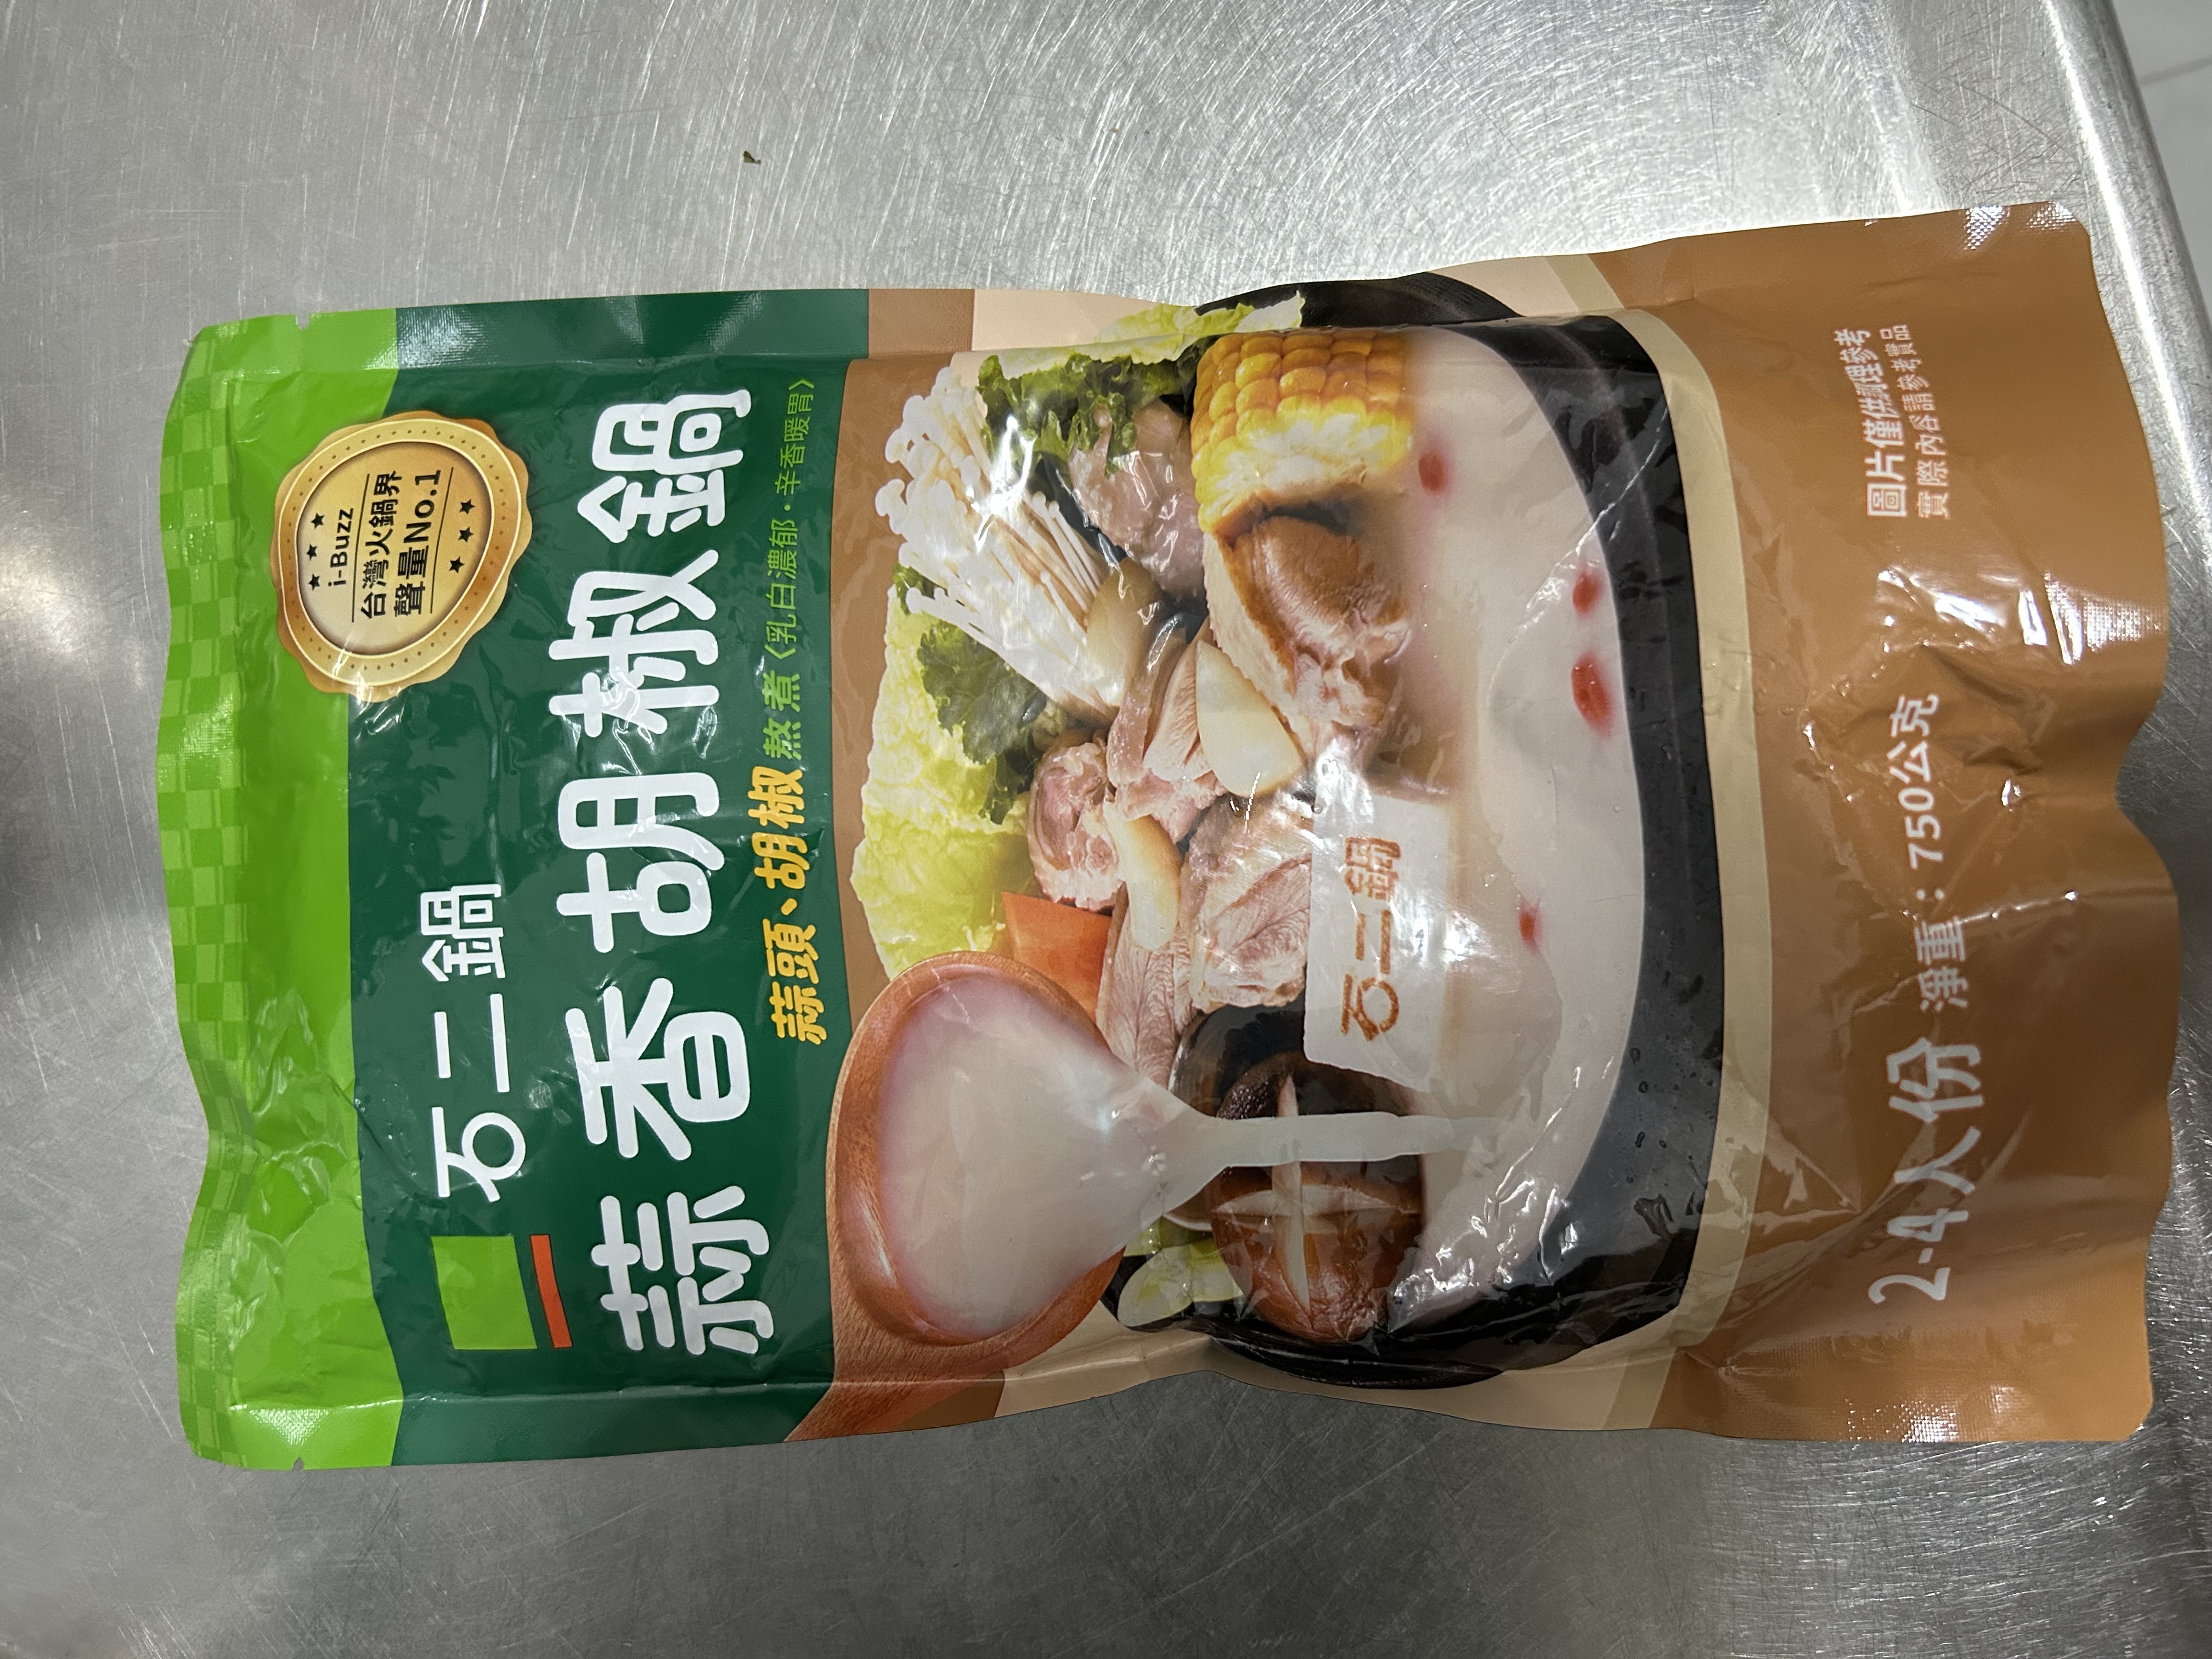 i-Buzz
台灣火鍋界
聲量No.1
石二鍋
蒜香胡椒鍋
蒜頭、胡椒熬煮〈乳白濃郁·辛香暖胃〉
石二鍋
2-4人份 淨重：750公克
圖片僅供調理參考
實際內容請參考實品